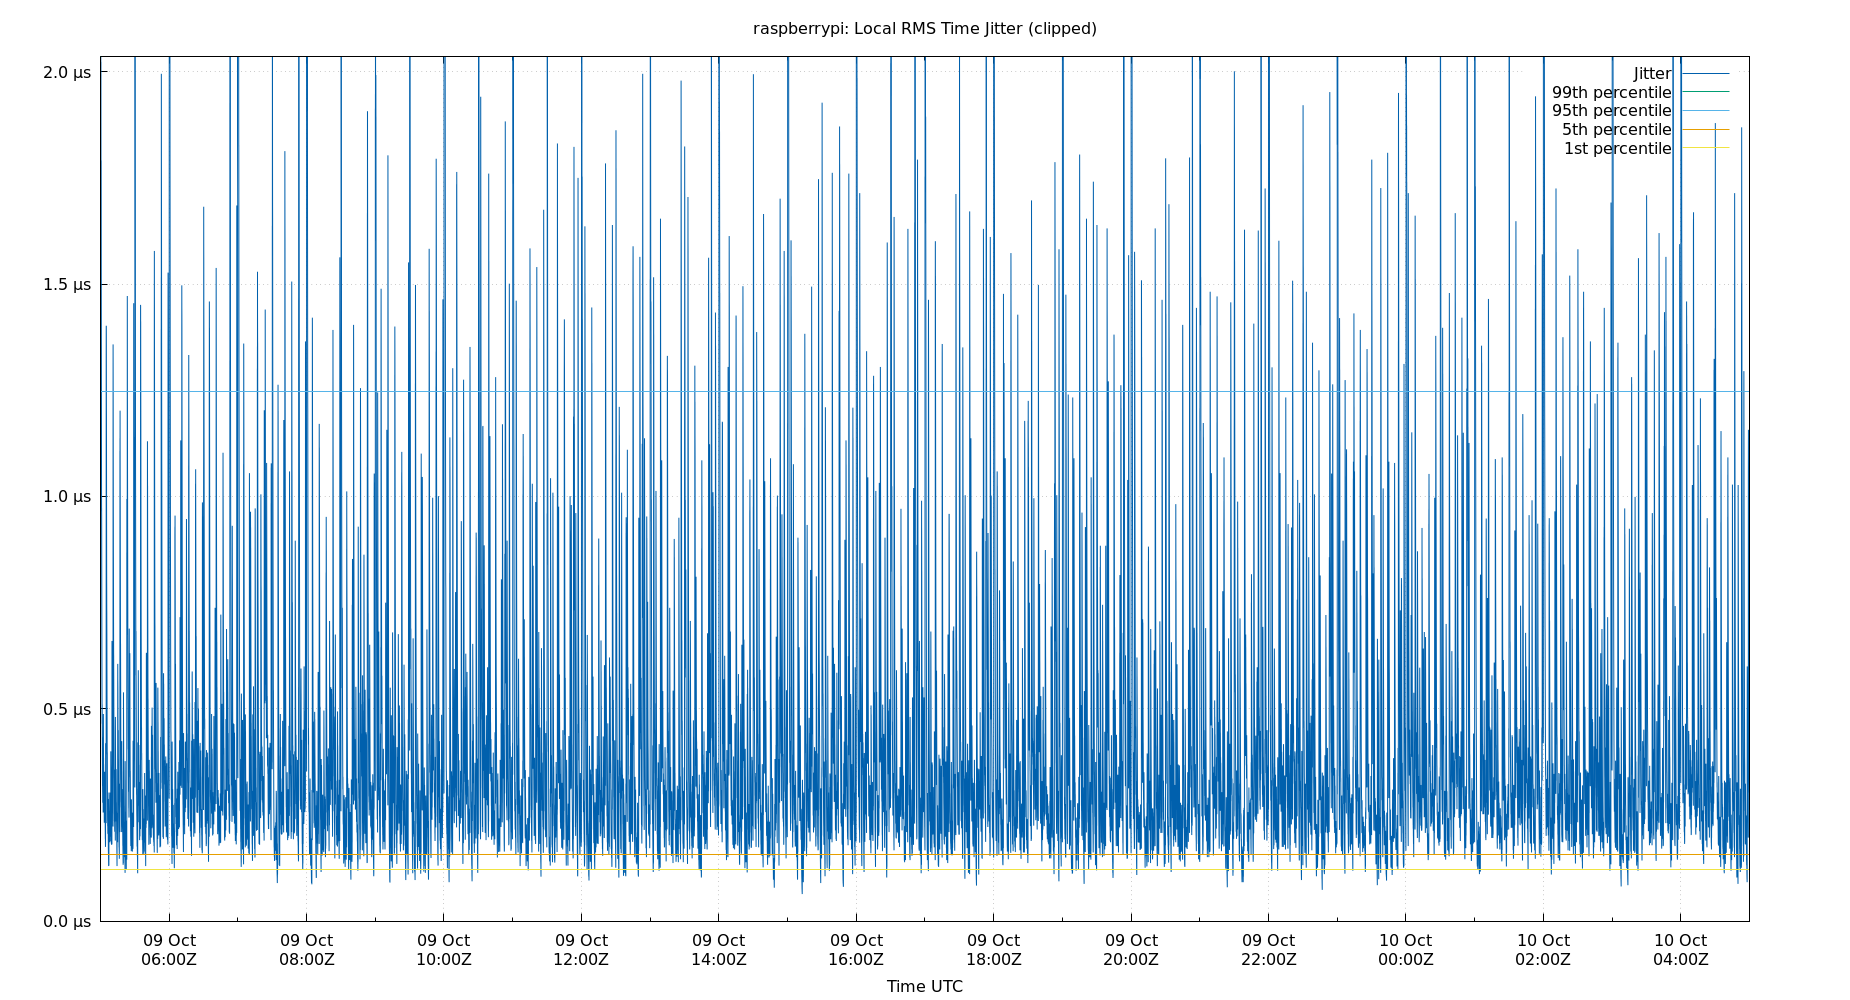 raspberrypi: Local RMS Time Jitter (clipped)
2.0 µs
1.5 µs
1.0 µs
0.5 µs
0.0 µs
Jitter
99th percentile
95th percentile
5th percentile
1st percentile
09 Oct 09 Oct 09 Oct 09 Oct 09 Oct 09 Oct 09 Oct 09 Oct 09 Oct 10 Oct 10 Oct 10 Oct
06:00Z 08:00Z 10:00Z 12:00Z 14:00Z 16:00Z 18:00Z 20:00Z 22:00Z 00:00Z 02:00Z 04:00Z
Time UTC